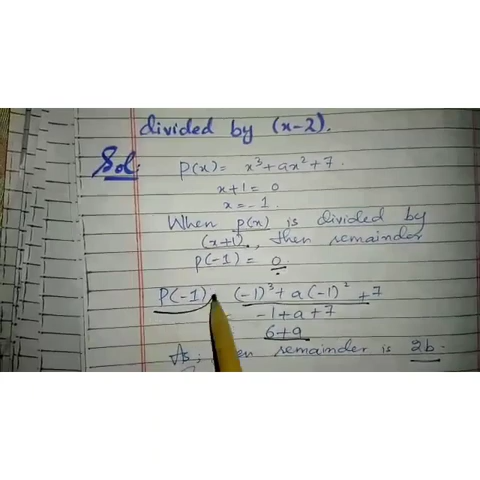 divided by (x-2).
Sol:
P(x) = x³ + ax² + 7.
x+1 = 0
x = -1.
When p(x) is divided by
(x+1), then remainder
p(-1) = 0.
P(-1) (-1)³ + a(-1)² + 7
= -1+a+7
6+a
As, remainder is 2b.